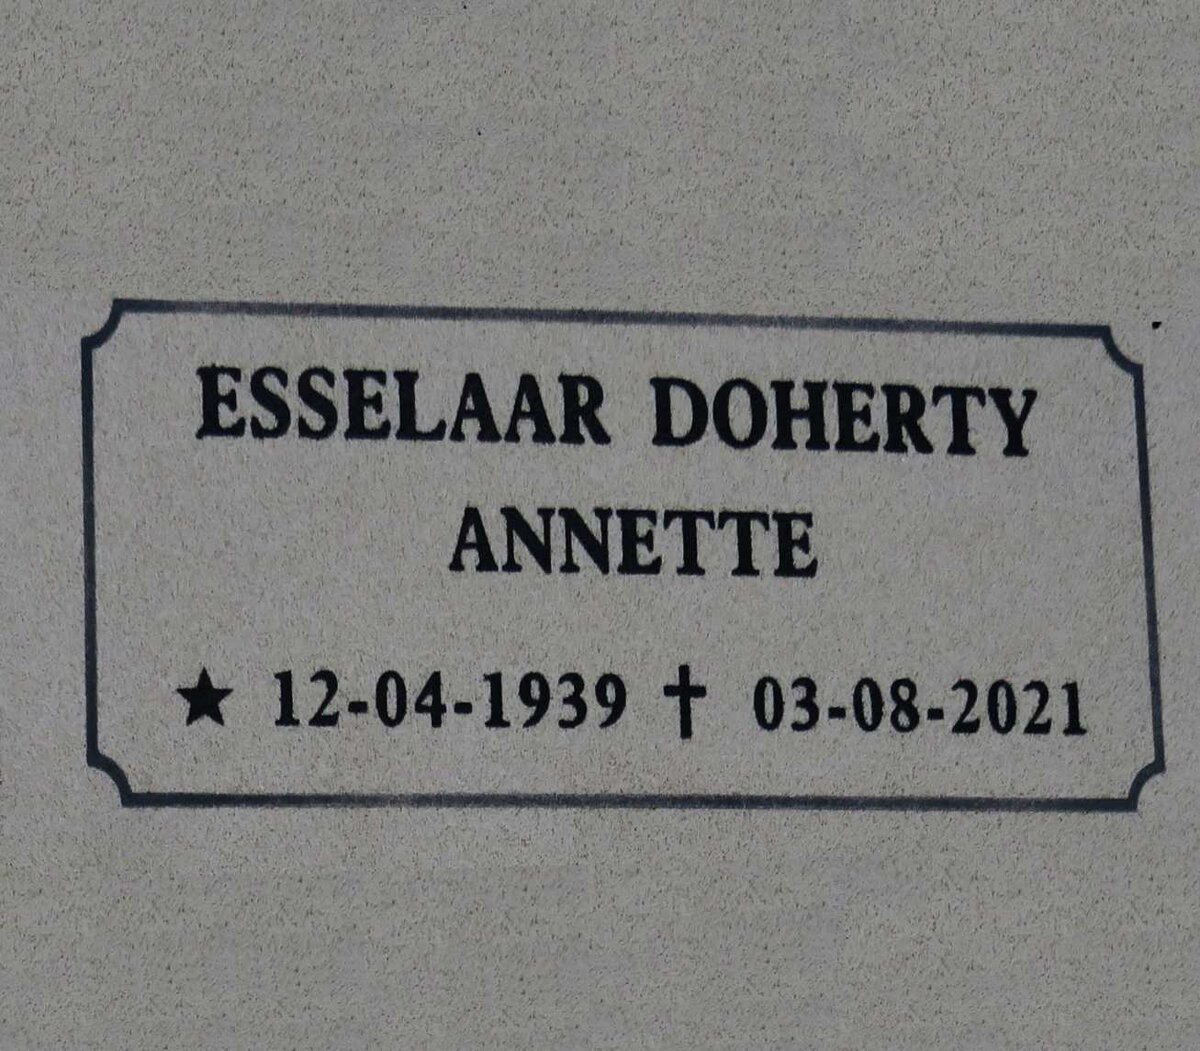 ESSELAAR DOHERTY
ANNETTE
★ 12-04-1939 ✝ 03-08-2021